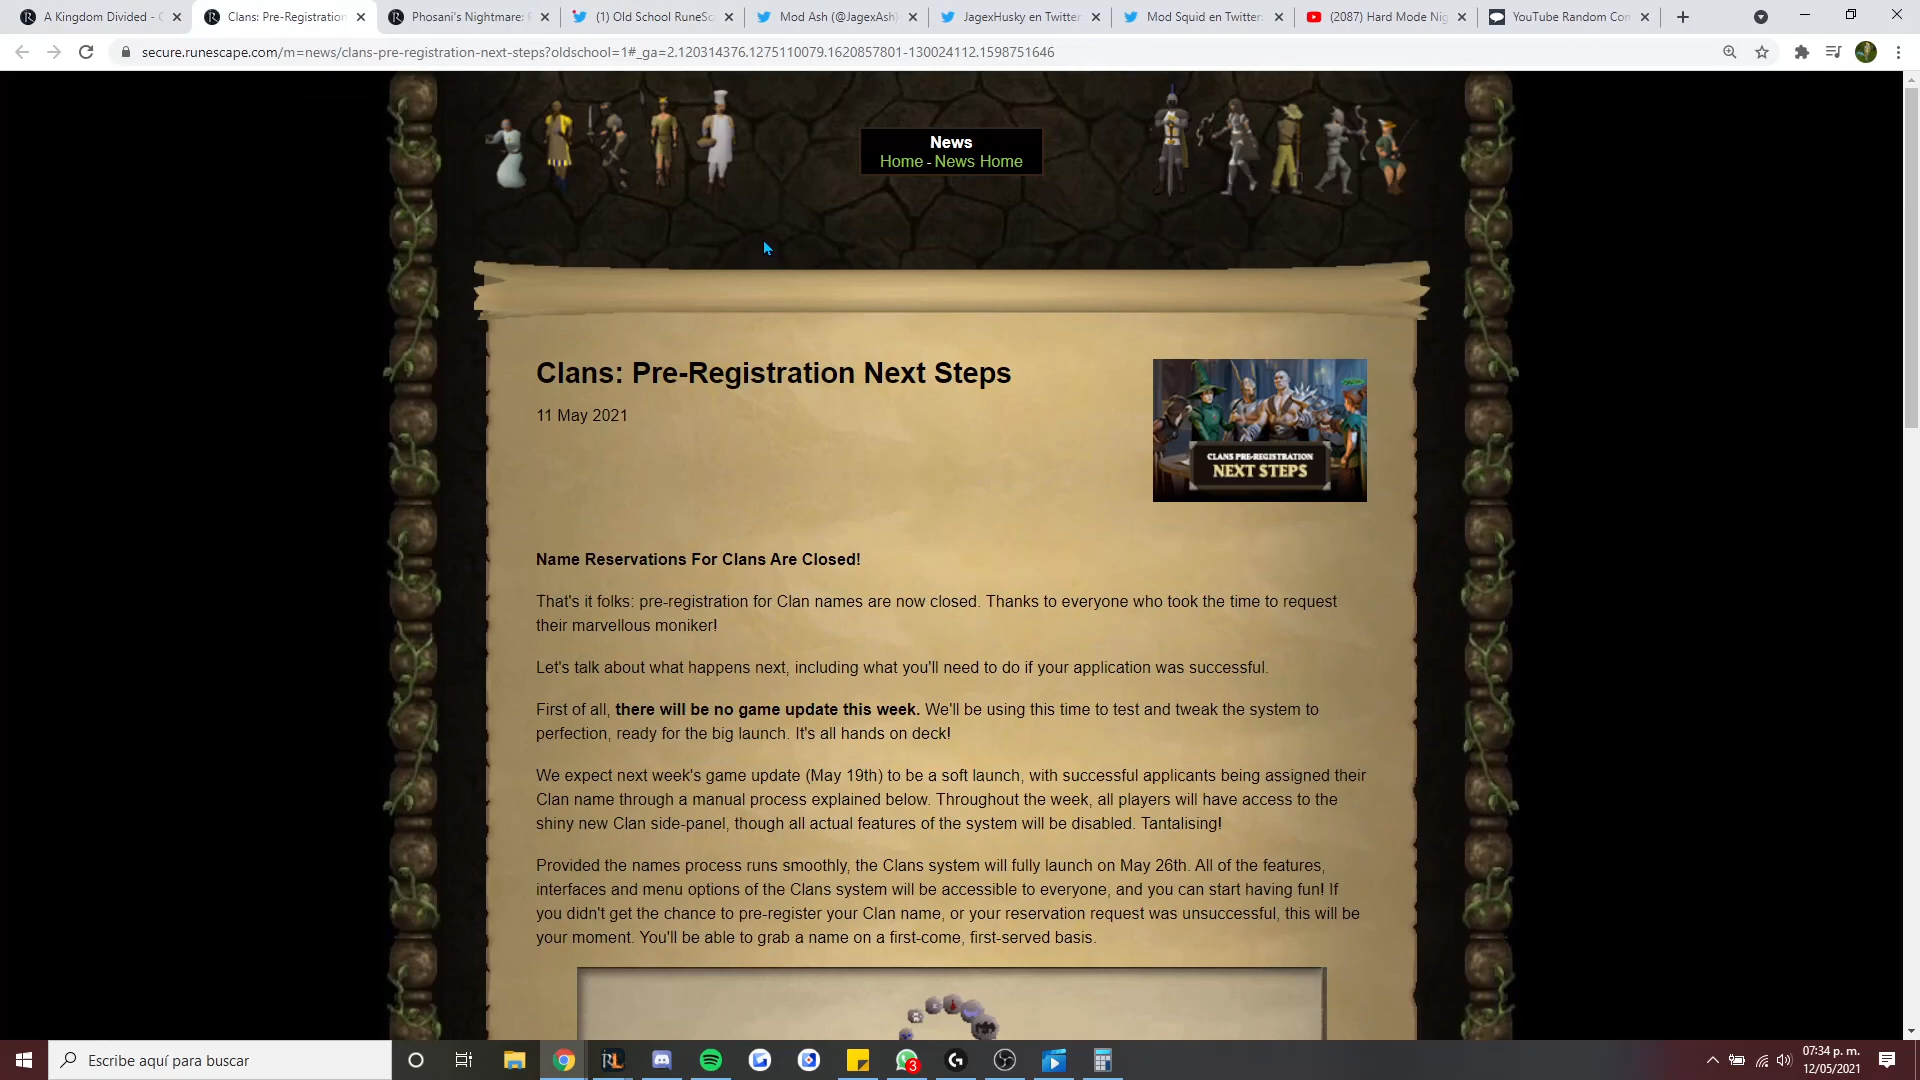 A Kingdom Divided - C
Clans: Pre-Registration
Phosani's Nightmare: F
(1) Old School RuneSc
Mod Ash (@JagexAsh)
JagexHusky en Twitter
Mod Squid en Twitter:
(2087) Hard Mode Nig
YouTube Random Com
secure.runescape.com/m=news/clans-pre-registration-next-steps?oldschool=1#_ga=2.120314376.1275110079.1620857801-130024112.1598751646
News
Home - News Home
Clans: Pre-Registration Next Steps
11 May 2021
CLANS PRE-REGISTRATION
NEXT STEPS
Name Reservations For Clans Are Closed!
That's it folks: pre-registration for Clan names are now closed. Thanks to everyone who took the time to request
their marvellous moniker!
Let's talk about what happens next, including what you'll need to do if your application was successful.
First of all, there will be no game update this week. We'll be using this time to test and tweak the system to
perfection, ready for the big launch. It's all hands on deck!
We expect next week's game update (May 19th) to be a soft launch, with successful applicants being assigned their
Clan name through a manual process explained below. Throughout the week, all players will have access to the
shiny new Clan side-panel, though all actual features of the system will be disabled. Tantalising!
Provided the names process runs smoothly, the Clans system will fully launch on May 26th. All of the features,
interfaces and menu options of the Clans system will be accessible to everyone, and you can start having fun! If
you didn't get the chance to pre-register your Clan name, or your reservation request was unsuccessful, this will be
your moment. You'll be able to grab a name on a first-come, first-served basis.
Escribe aquí para buscar
3
07:34 p. m.
12/05/2021